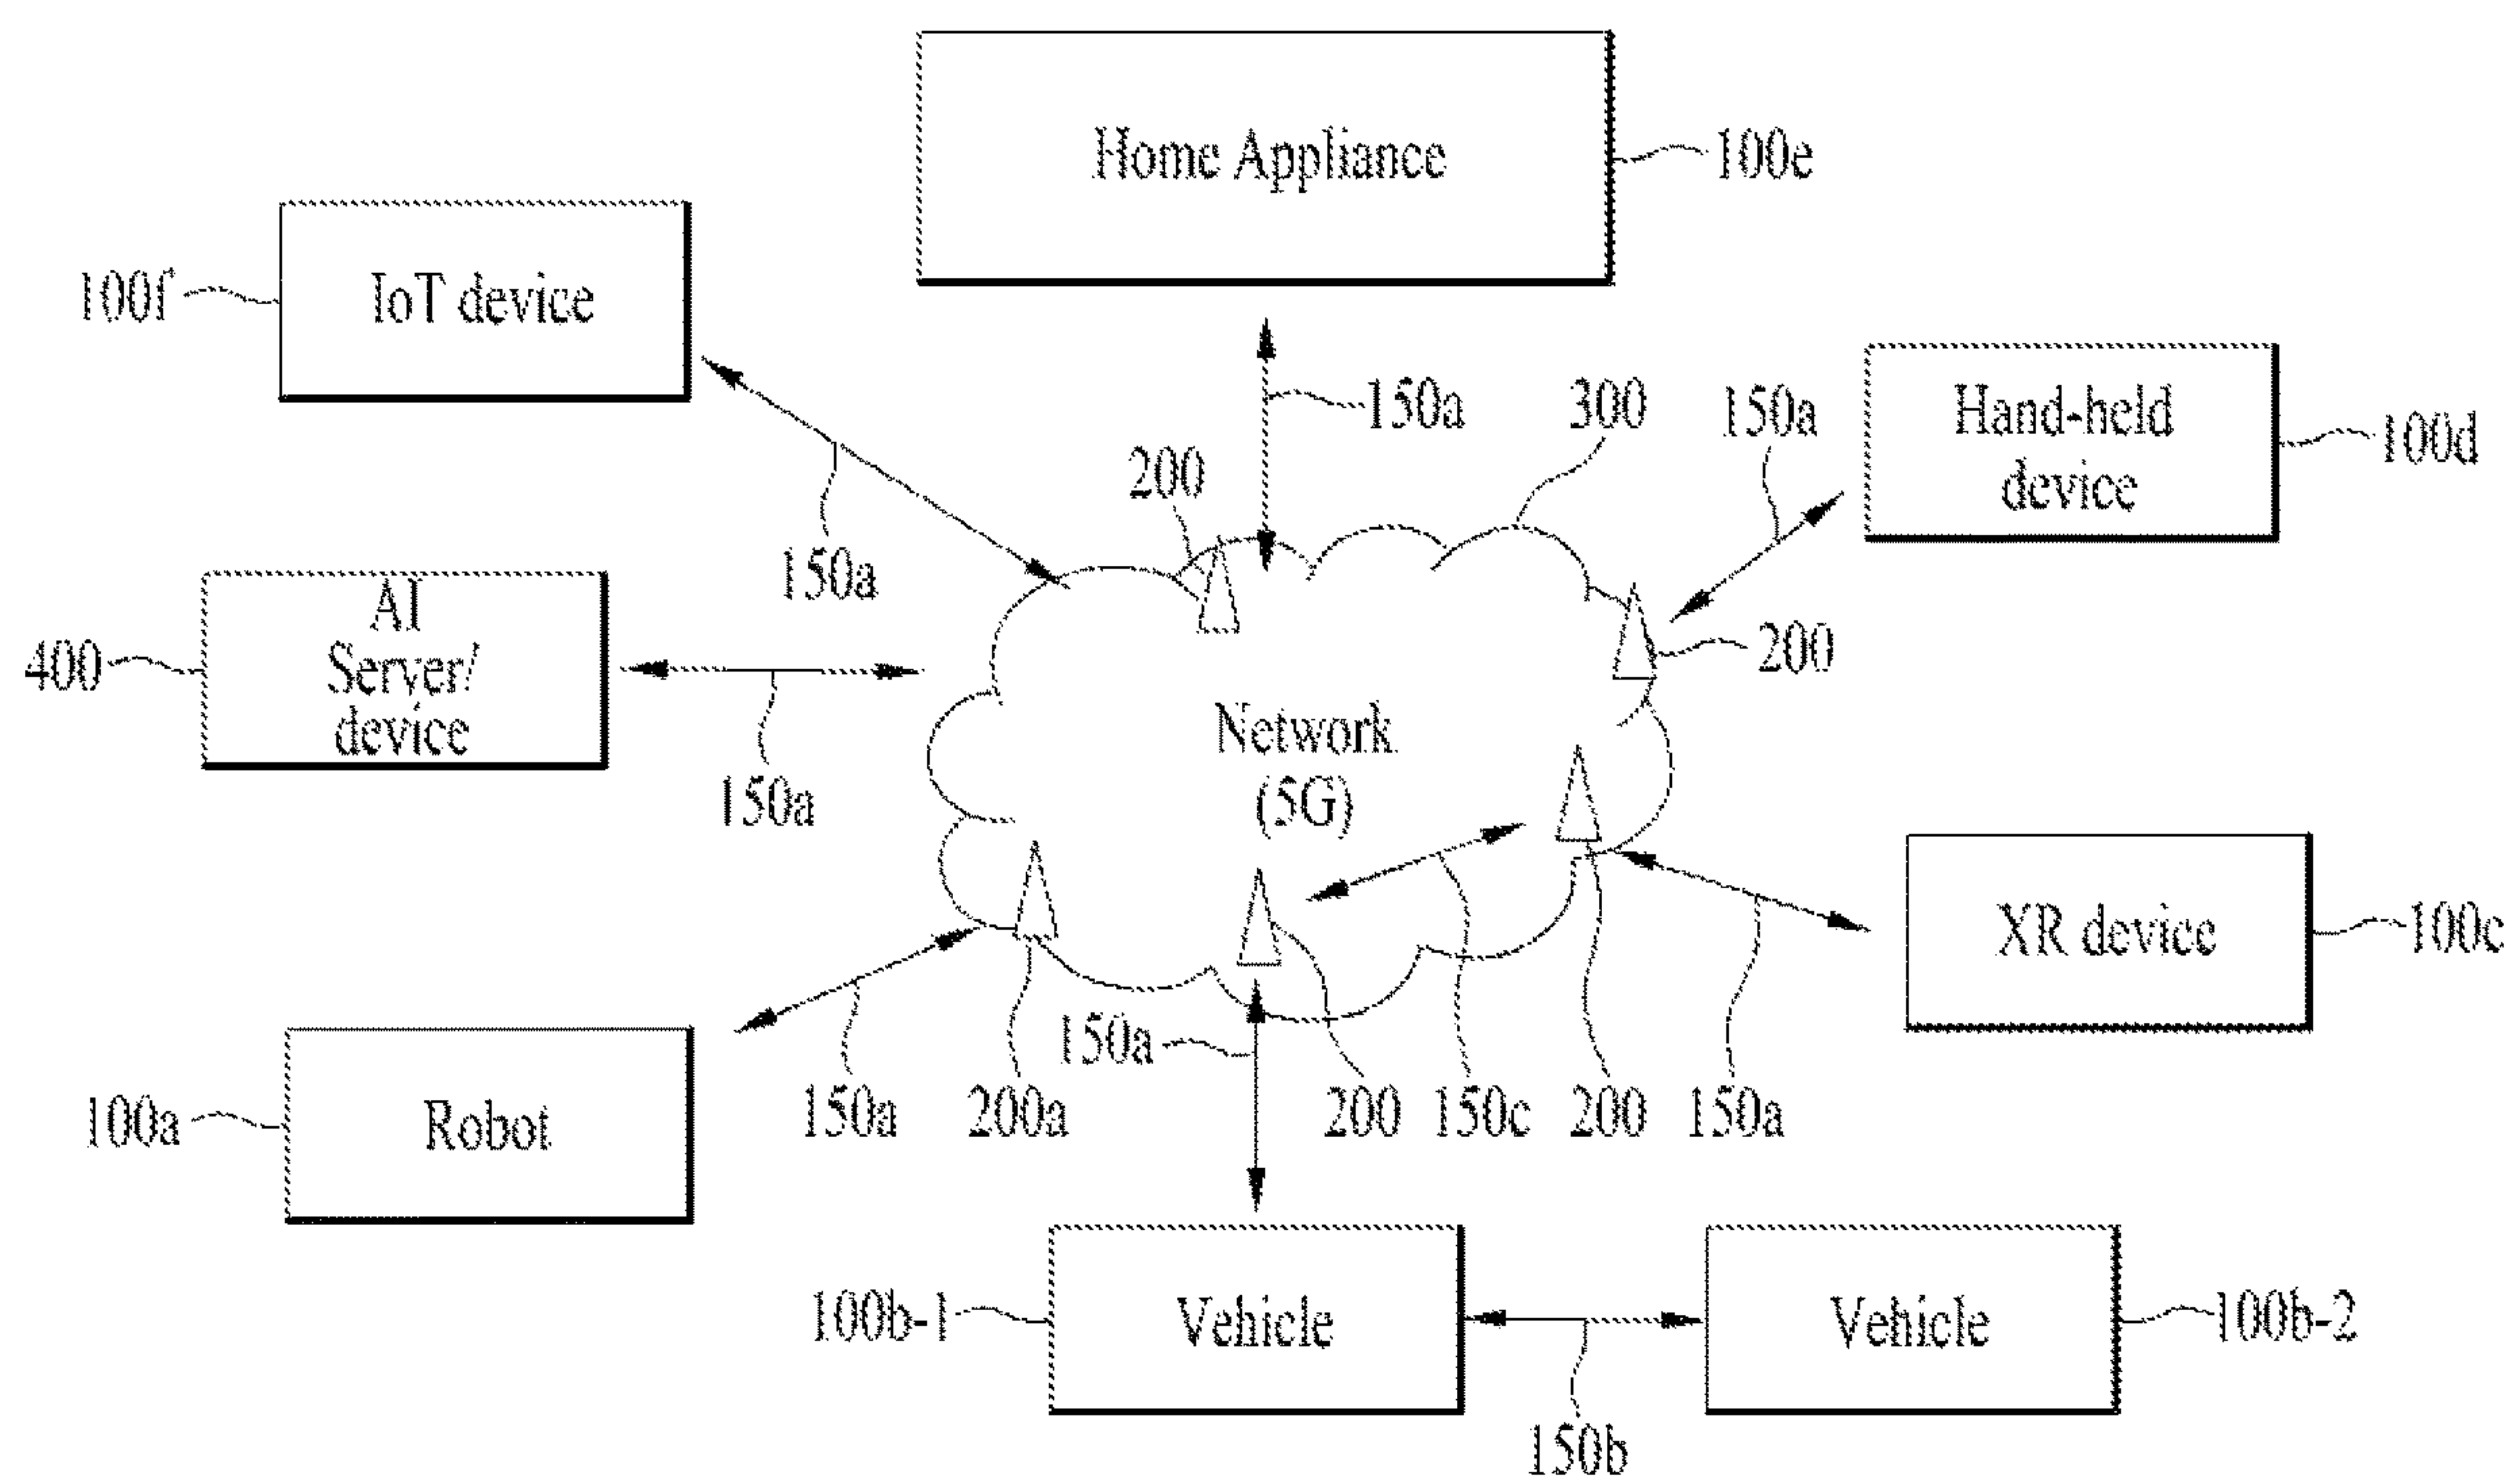 Home Appliance
100e
IoT device
100f
150a
300
150a
Hand-held
device
100d
200
150a
AI
Server/
device
400
200
Network
(5G)
150a
XR device
100c
150a
Robot
100a
150a
200a
200
150c
200
150a
Vehicle
100b-1
Vehicle
100b-2
150b